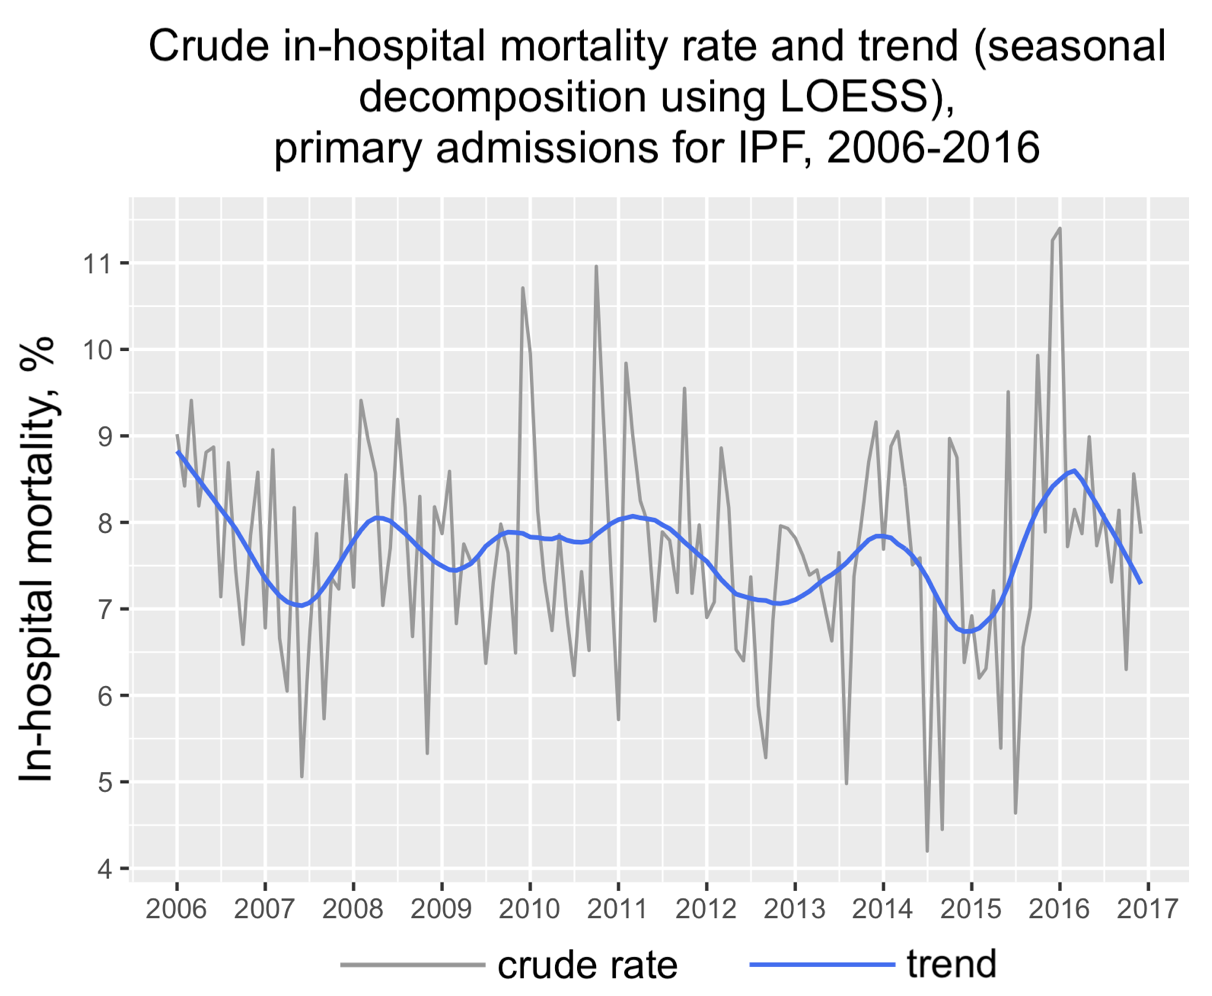 Crude in-hospital mortality rate and trend (seasonal
decomposition using LOESS),
primary admissions for IPF, 2006-2016
In-hospital mortality, %
11
10
9
8
7
6
5
4
2006 2007 2008 2009 2010 2011 2012 2013 2014 2015 2016 2017
crude rate trend